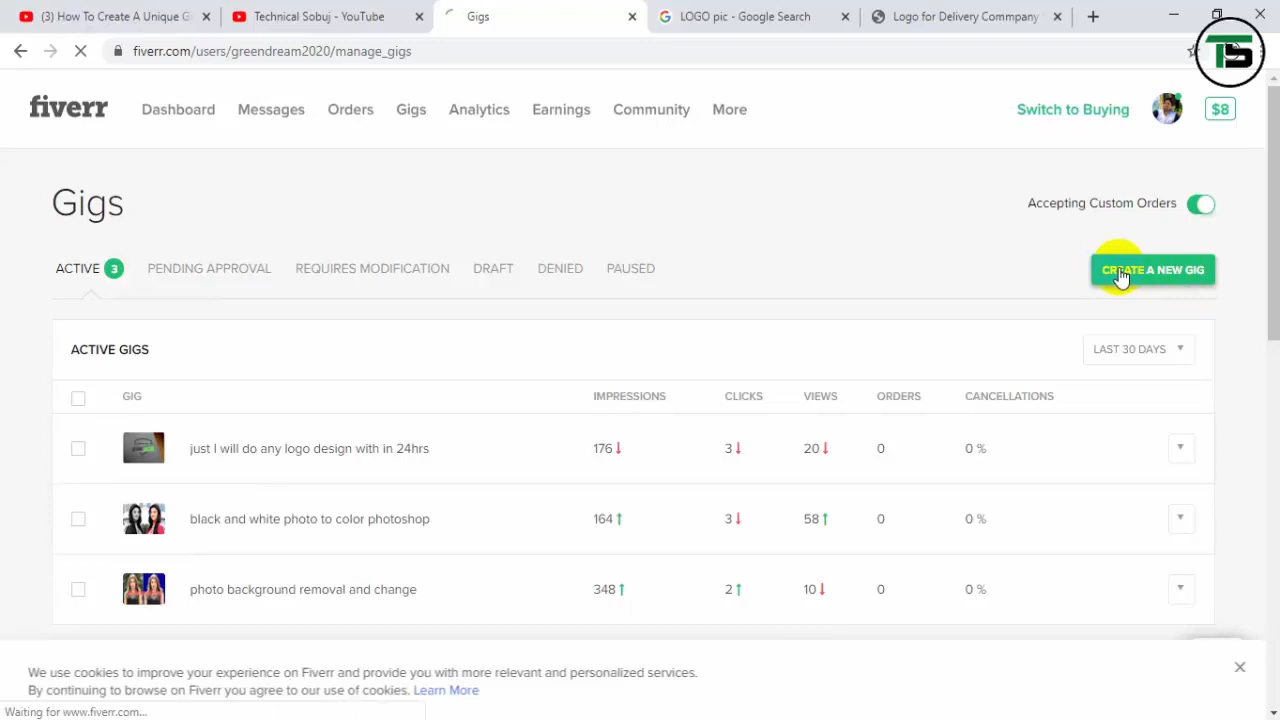 (3) How To Create A Unique Gi
Technical Sobuj - YouTube
Gigs
LOGO pic - Google Search
Logo for Delivery Commpany
fiverr.com/users/greendream2020/manage_gigs
TS
fiverr
Dashboard
Messages
Orders
Gigs
Analytics
Earnings
Community
More
Switch to Buying
$8
Gigs
Accepting Custom Orders
ACTIVE 3
PENDING APPROVAL
REQUIRES MODIFICATION
DRAFT
DENIED
PAUSED
CREATE A NEW GIG
ACTIVE GIGS
LAST 30 DAYS
GIG
IMPRESSIONS
CLICKS
VIEWS
ORDERS
CANCELLATIONS
just I will do any logo design with in 24hrs
176
3
20
0
0 %
black and white photo to color photoshop
164
3
58
0
0 %
photo background removal and change
348
2
10
0
0 %
We use cookies to improve your experience on Fiverr and provide you with more relevant and personalized services.
By continuing to browse on Fiverr you agree to our use of cookies. Learn More
Waiting for www.fiverr.com...